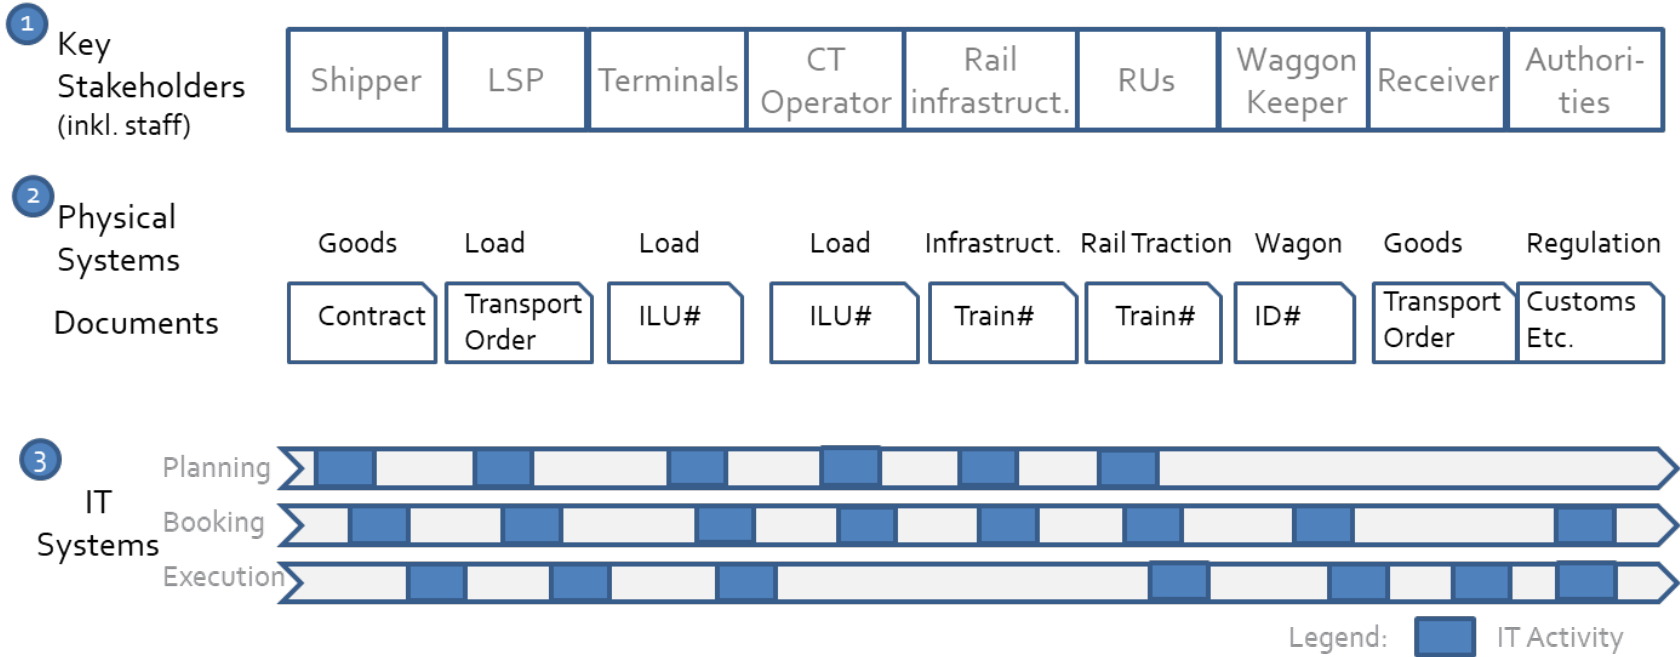 1
Key
Stakeholders
(inkl. staff)
Shipper
LSP
Terminals
CT
Operator
Rail
infrastruct.
RUs
Waggon
Keeper
Receiver
Authori-
ties
2
Physical
Systems
Goods
Load
Load
Load
Infrastruct.
Rail Traction
Wagon
Goods
Regulation
Documents
Contract
Transport
Order
ILU#
ILU#
Train#
Train#
ID#
Transport
Order
Customs
Etc.
3
IT
Systems
Planning
Booking
Execution
Legend:
IT Activity